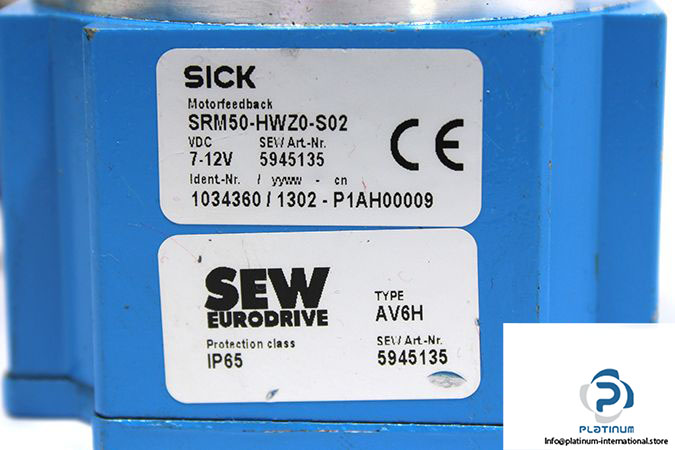 SICK
Motorfeedback
SRM50-HWZ0-S02
VDC SEW Art-Nr.
7-12V 5945135
Ident-Nr. / yyww - cn
1034360 / 1302 - P1AH00009
CE
SEW
EURODRIVE
TYPE
AV6H
Protection class
IP65
SEW Art-Nr.
5945135
P
PLATINUM
Info@platinum-international.store